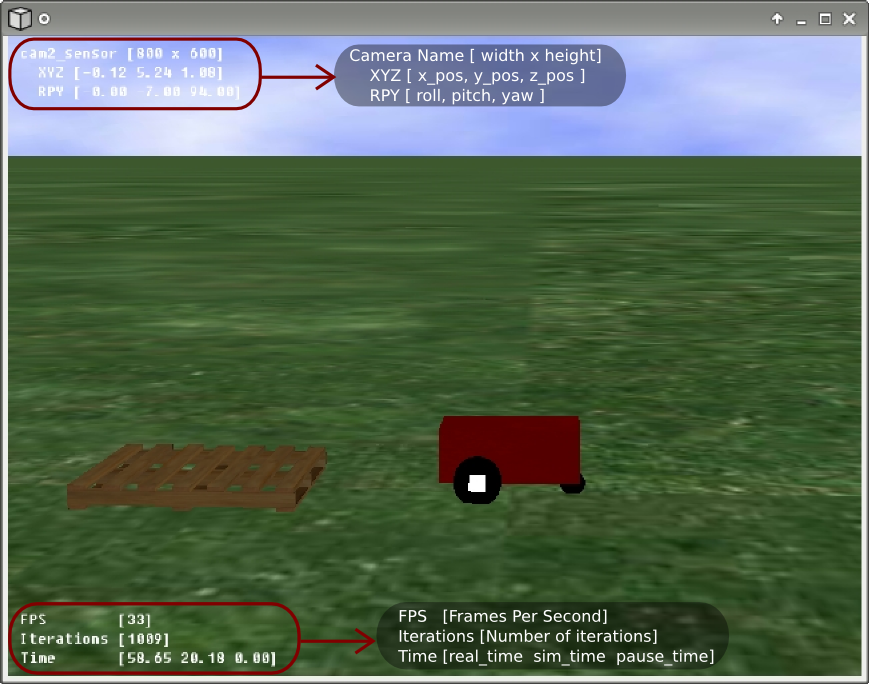 cam2_sensor [800 x 600]
XYZ [-0.12 5.24 1.08]
RPY [ 0.00 -7.00 94.00]
Camera Name [ width x height]
XYZ [ x_pos, y_pos, z_pos ]
RPY [ roll, pitch, yaw ]
FPS [33]
Iterations [1009]
Time [50.65 20.18 0.00]
FPS [Frames Per Second]
Iterations [Number of iterations]
Time [real_time sim_time pause_time]